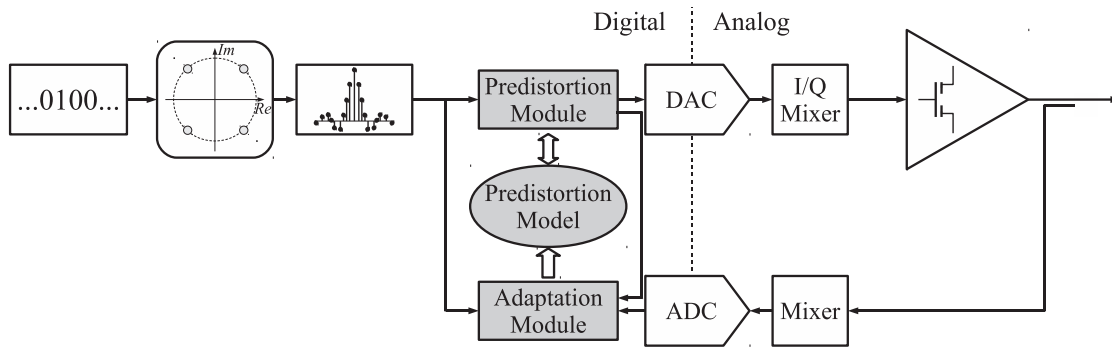 Digital Analog
...0100...
Im
Re
Predistortion
Module
DAC
I/Q
Mixer
Predistortion
Model
Adaptation
Module
ADC
Mixer